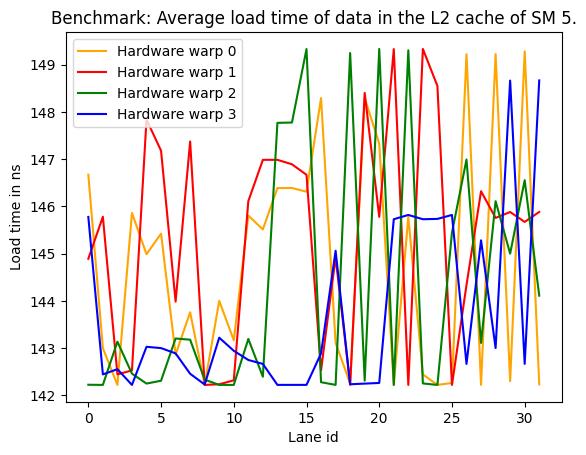 Benchmark: Average load time of data in the L2 cache of SM 5.
Hardware warp 0
Hardware warp 1
Hardware warp 2
Hardware warp 3
Load time in ns
149
148
147
146
145
144
143
142
0 5 10 15 20 25 30
Lane id